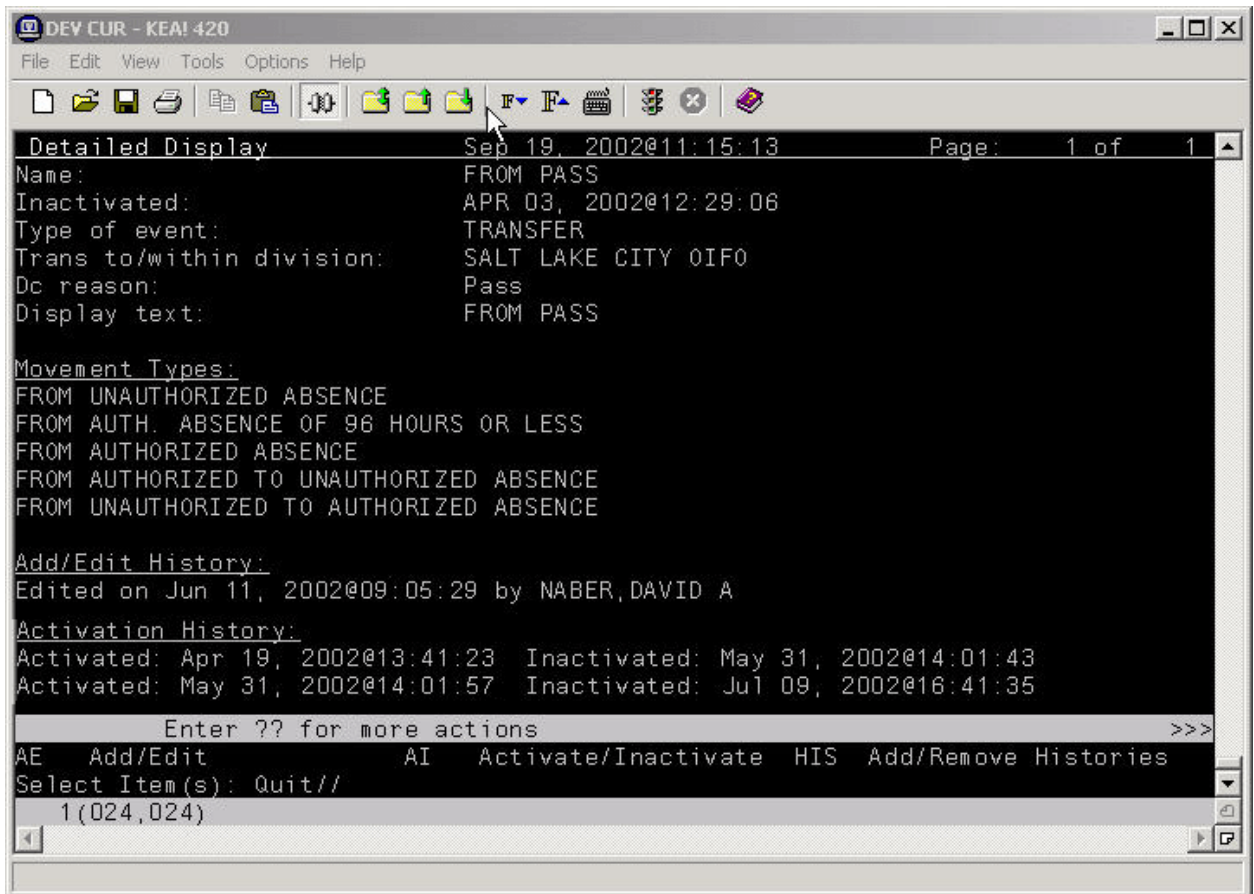 DEV CUR - KEA! 420
File Edit View Tools Options Help
Detailed Display Sep 19, 2002@11:15:13 Page: 1 of 1
Name: FROM PASS
Inactivated: APR 03, 2002@12:29:06
Type of event: TRANSFER
Trans to/within division: SALT LAKE CITY OIFO
Dc reason: Pass
Display text: FROM PASS
Movement Types:
FROM UNAUTHORIZED ABSENCE
FROM AUTH. ABSENCE OF 96 HOURS OR LESS
FROM AUTHORIZED ABSENCE
FROM AUTHORIZED TO UNAUTHORIZED ABSENCE
FROM UNAUTHORIZED TO AUTHORIZED ABSENCE
Add/Edit History:
Edited on Jun 11, 2002@09:05:29 by NABER,DAVID A
Activation History:
Activated: Apr 19, 2002@13:41:23 Inactivated: May 31, 2002@14:01:43
Activated: May 31, 2002@14:01:57 Inactivated: Jul 09, 2002@16:41:35
Enter ?? for more actions >>>
AE Add/Edit AI Activate/Inactivate HIS Add/Remove Histories
Select Item(s): Quit//
1(024,024)